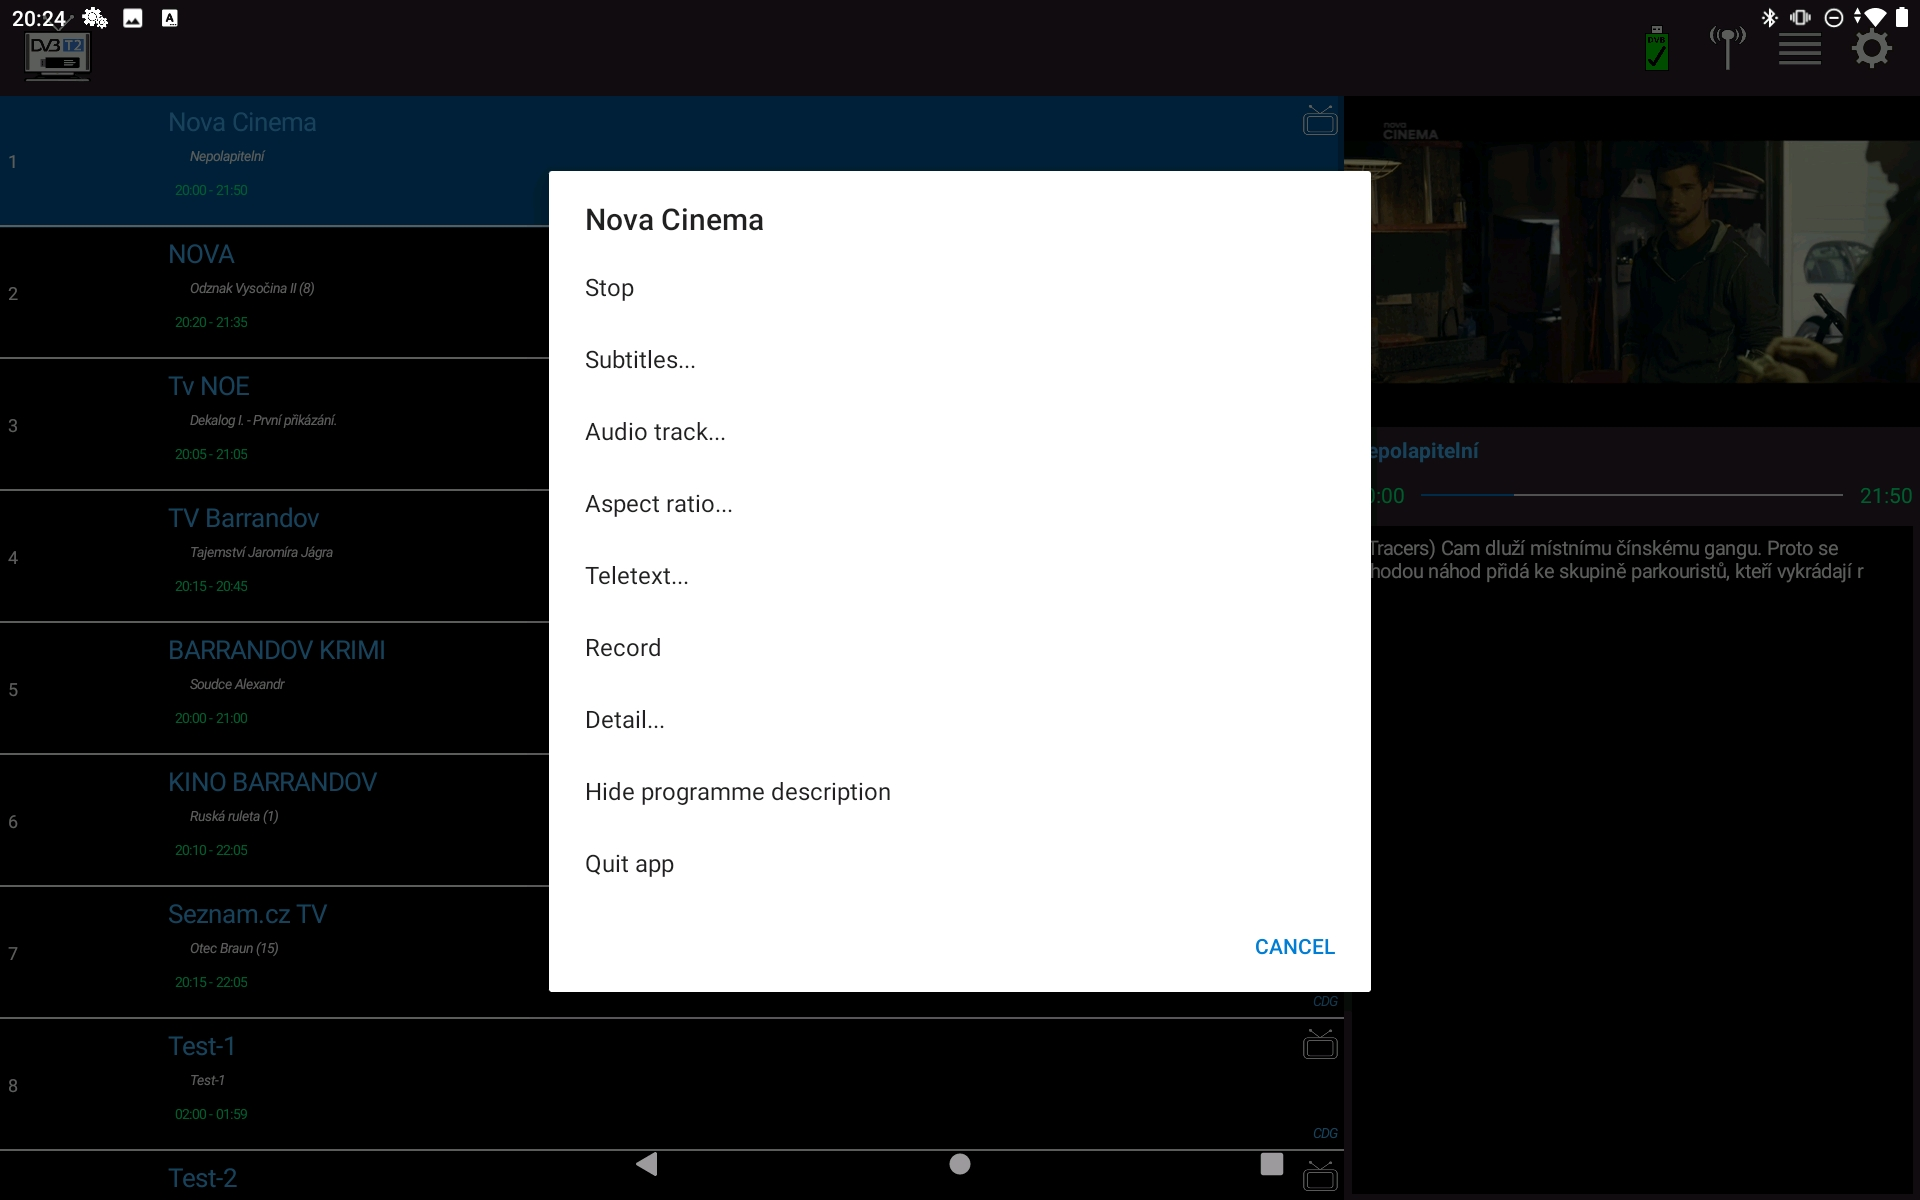 20:24
A
DVB T2
DVB
1
Nova Cinema
Nepolapitelní
20:00 - 21:50
2
NOVA
Odznak Vysočina II (8)
20:20 - 21:35
3
Tv NOE
Dekalog I. - První přikázání.
20:05 - 21:05
4
TV Barrandov
Tajemství Jaromíra Jágra
20:15 - 20:45
5
BARRANDOV KRIMI
Soudce Alexandr
20:00 - 21:00
6
KINO BARRANDOV
Ruská ruleta (1)
20:10 - 22:05
7
Seznam.cz TV
Otec Braun (15)
20:15 - 22:05
CDG
8
Test-1
Test-1
02:00 - 01:59
CDG
Test-2
Nova Cinema
Stop
Subtitles...
Audio track...
Aspect ratio...
Teletext...
Record
Detail...
Hide programme description
Quit app
CANCEL
nova
CINEMA
epolapitelní
0:00 21:50
Tracers) Cam dluží místnímu čínskému gangu. Proto se
hodou náhod přidá ke skupině parkouristů, kteří vykrádají r